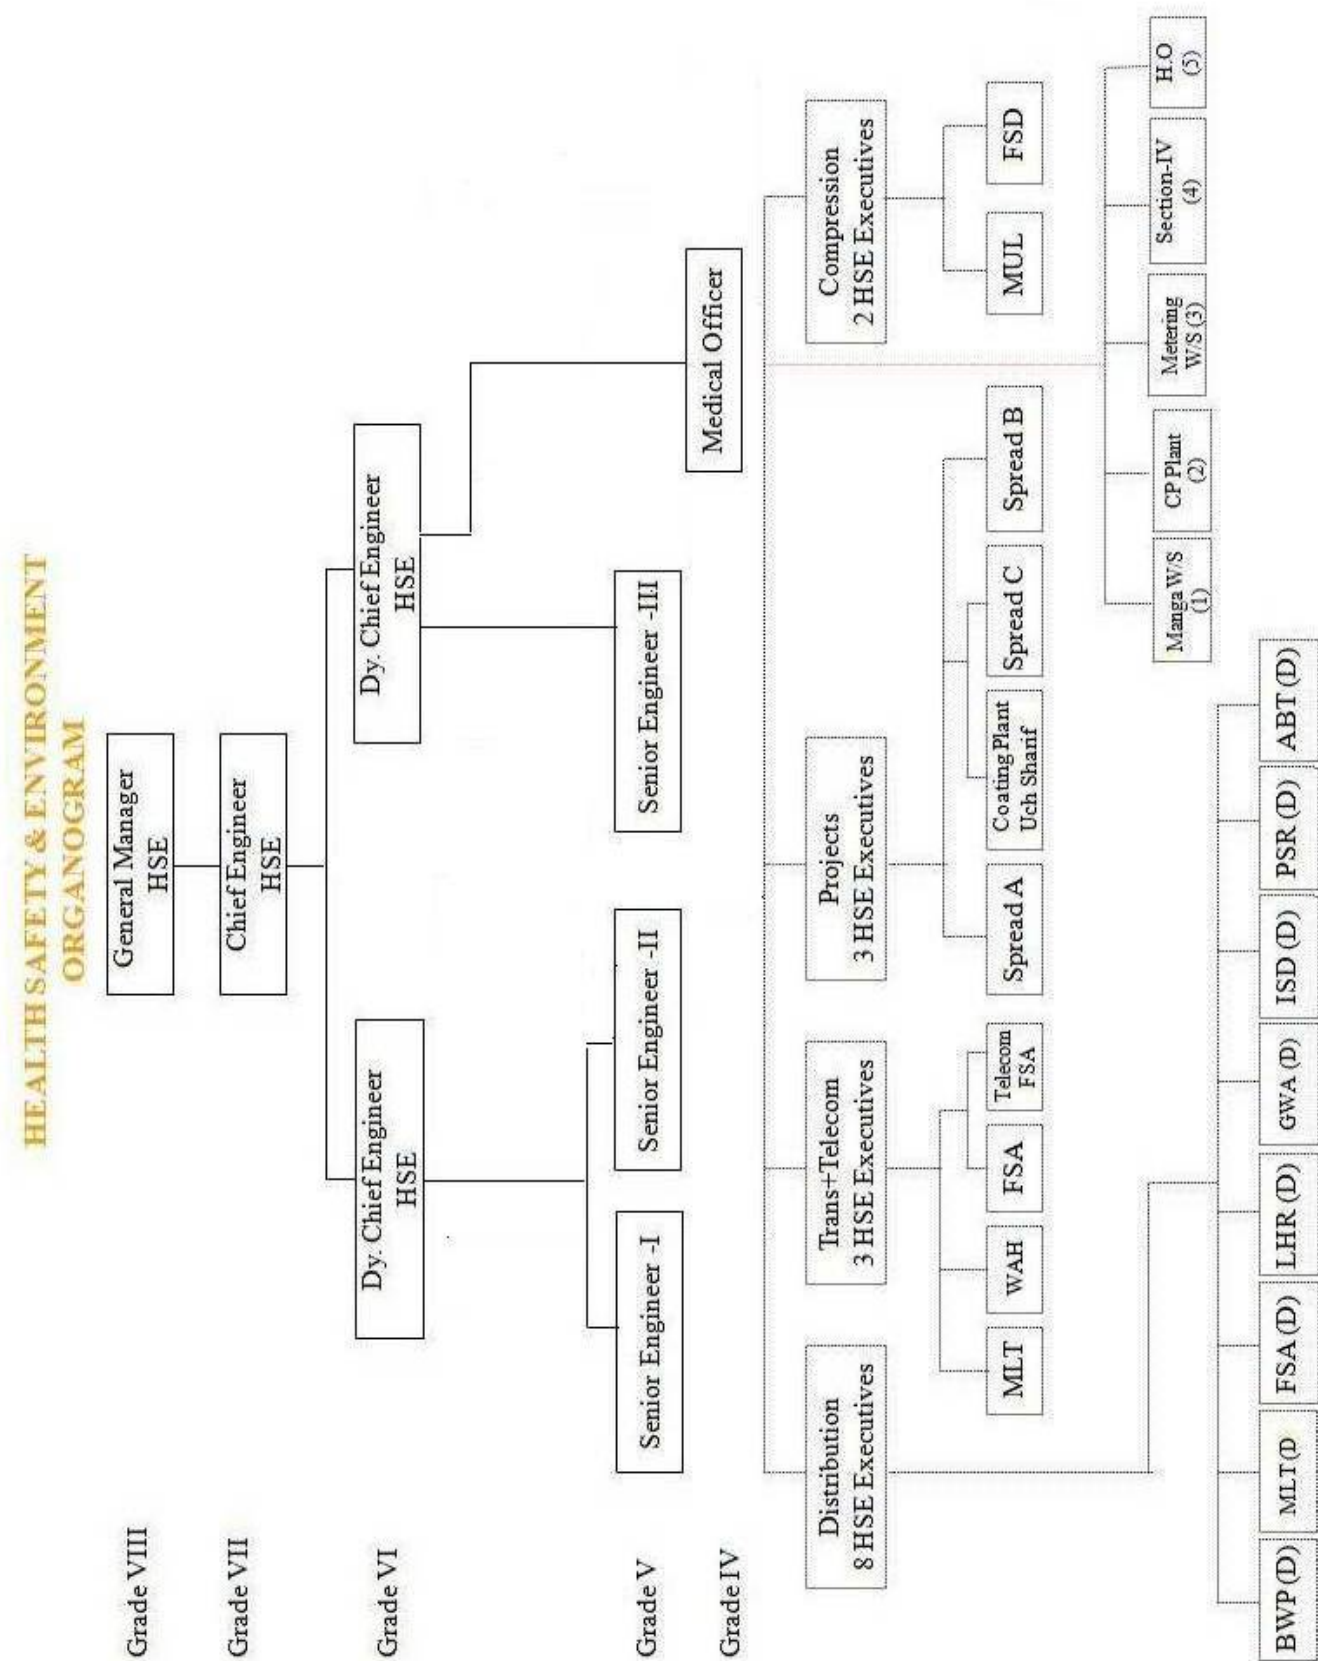 HEALTH SAFETY & ENVIRONMENT
ORGANOGRAM
Grade VIII
General Manager
HSE
Grade VII
Chief Engineer
HSE
Grade VI
Dy. Chief Engineer
HSE
Dy. Chief Engineer
HSE
Grade V
Senior Engineer -I
Senior Engineer -II
Senior Engineer -III
Grade IV
Medical Officer
Distribution
8 HSE Executives
Trans+Telecom
3 HSE Executives
Projects
3 HSE Executives
Compression
2 HSE Executives
MLT
WAH
FSA
Telecom
FSA
Spread A
Coating Plant
Uch Sharif
Spread C
Spread B
MUL
FSD
Manga W/S
(1)
CP Plant
(2)
Metering
W/S (3)
Section-IV
(4)
H.O
(5)
BWP (D)
MLT (D
FSA (D)
LHR (D)
GWA (D)
ISD (D)
PSR (D)
ABT (D)